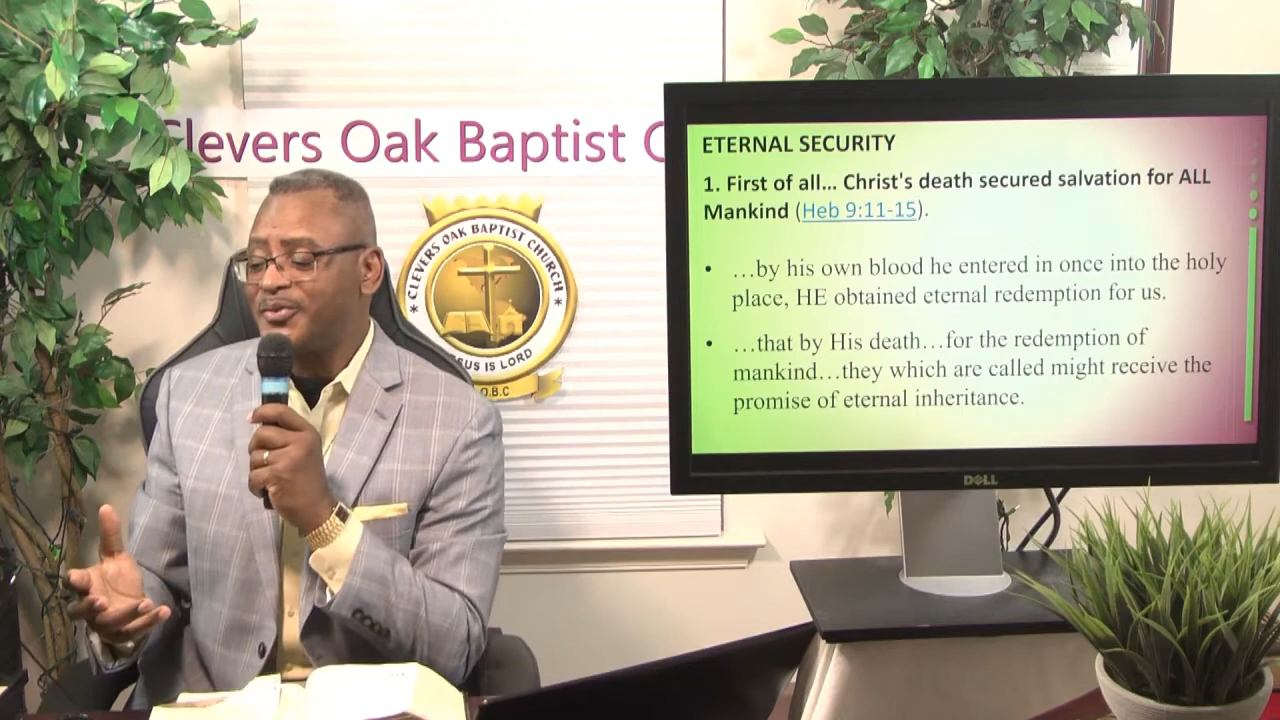 Clevers Oak Baptist C
CLEVERS OAK BAPTIST CHURCH
SUS IS LORD
O.B.C
ETERNAL SECURITY
1. First of all... Christ's death secured salvation for ALL
Mankind (Heb 9:11-15).
• …by his own blood he entered in once into the holy
place, HE obtained eternal redemption for us.
• …that by His death…for the redemption of
mankind…they which are called might receive the
promise of eternal inheritance.
DELL